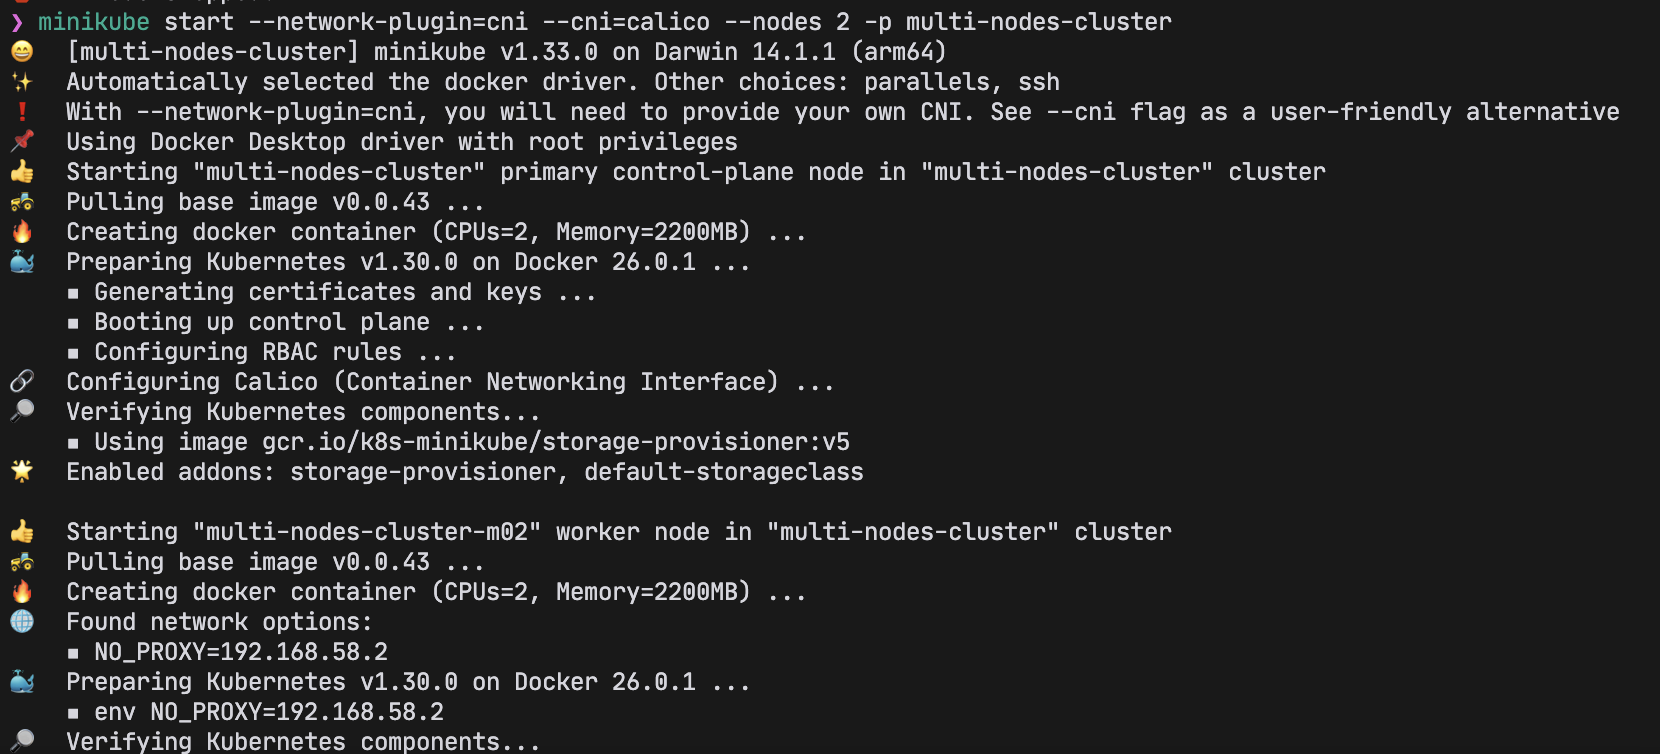 ❯ minikube start --network-plugin=cni --cni=calico --nodes 2 -p multi-nodes-cluster
😄 [multi-nodes-cluster] minikube v1.33.0 on Darwin 14.1.1 (arm64)
✨ Automatically selected the docker driver. Other choices: parallels, ssh
❗ With --network-plugin=cni, you will need to provide your own CNI. See --cni flag as a user-friendly alternative
📌 Using Docker Desktop driver with root privileges
👍 Starting "multi-nodes-cluster" primary control-plane node in "multi-nodes-cluster" cluster
🚜 Pulling base image v0.0.43 ...
🔥 Creating docker container (CPUs=2, Memory=2200MB) ...
🐳 Preparing Kubernetes v1.30.0 on Docker 26.0.1 ...
▪ Generating certificates and keys ...
▪ Booting up control plane ...
▪ Configuring RBAC rules ...
🔗 Configuring Calico (Container Networking Interface) ...
🔎 Verifying Kubernetes components...
▪ Using image gcr.io/k8s-minikube/storage-provisioner:v5
🌟 Enabled addons: storage-provisioner, default-storageclass
👍 Starting "multi-nodes-cluster-m02" worker node in "multi-nodes-cluster" cluster
🚜 Pulling base image v0.0.43 ...
🔥 Creating docker container (CPUs=2, Memory=2200MB) ...
🌐 Found network options:
▪ NO_PROXY=192.168.58.2
🐳 Preparing Kubernetes v1.30.0 on Docker 26.0.1 ...
▪ env NO_PROXY=192.168.58.2
🔎 Verifying Kubernetes components...